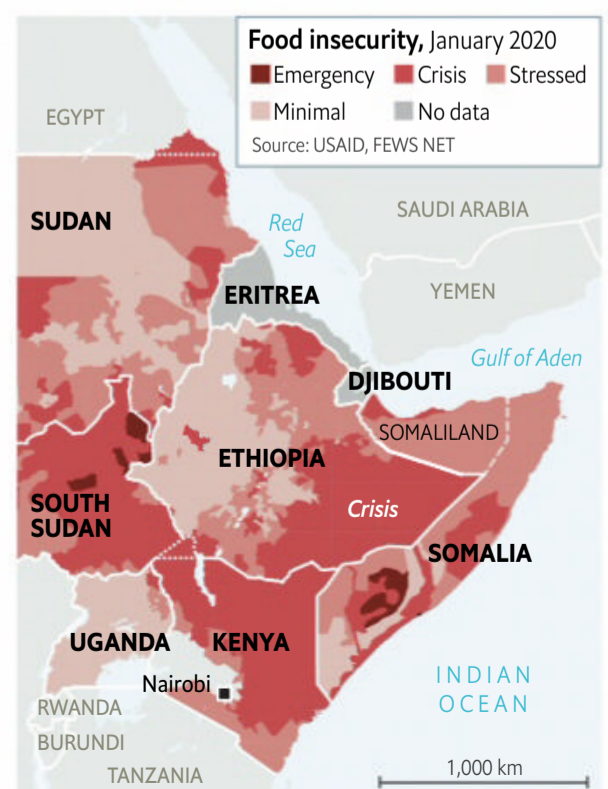 Food insecurity, January 2020
Emergency Crisis Stressed
Minimal No data
Source: USAID, FEWS NET
EGYPT
SUDAN
SAUDI ARABIA
Red
Sea
YEMEN
ERITREA
Gulf of Aden
DJIBOUTI
SOMALILAND
ETHIOPIA
Crisis
SOUTH
SUDAN
SOMALIA
UGANDA
KENYA
Nairobi
INDIAN
OCEAN
RWANDA
BURUNDI
TANZANIA
1,000 km